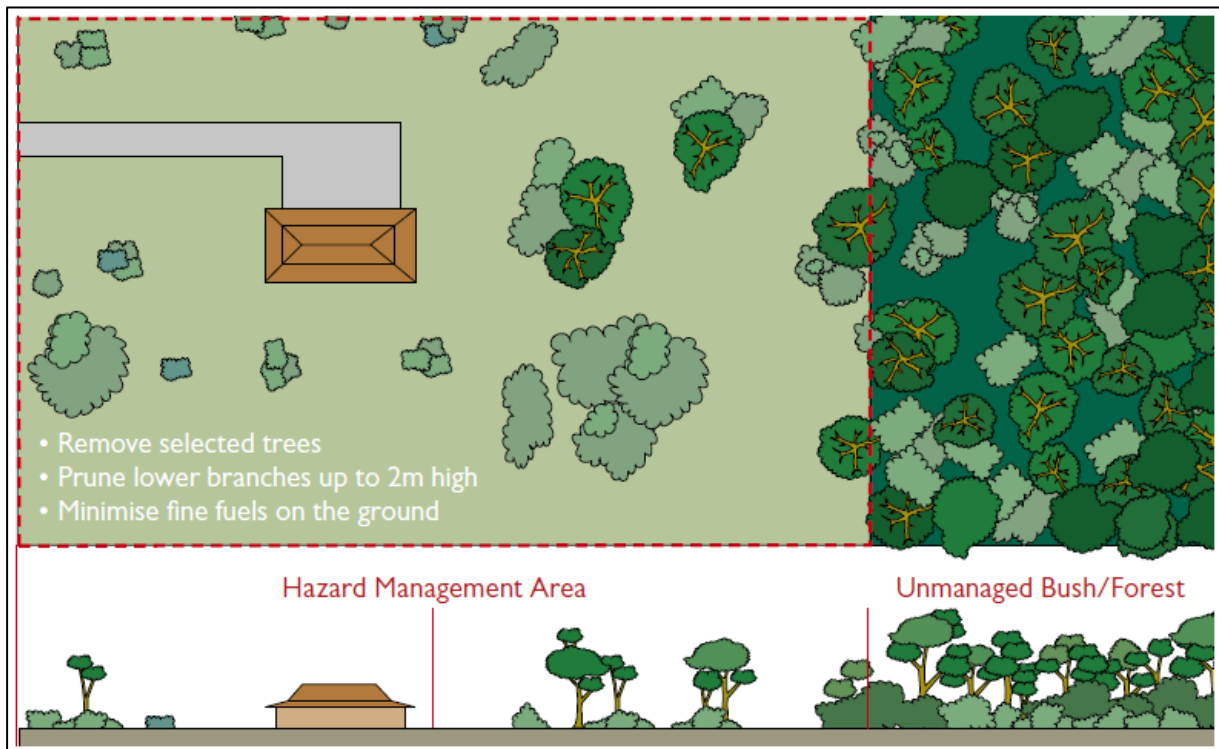 • Remove selected trees
• Prune lower branches up to 2m high
• Minimise fine fuels on the ground
Hazard Management Area
Unmanaged Bush/Forest